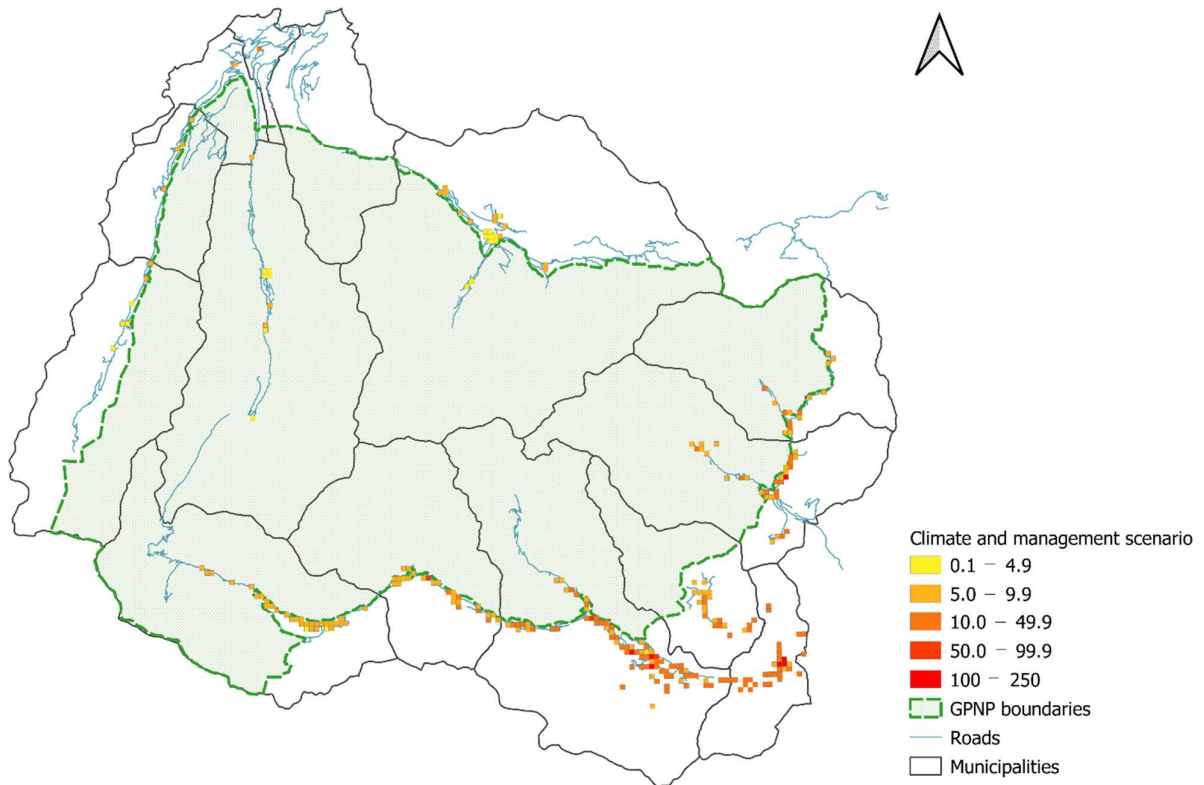 Climate and management scenario
0.1 – 4.9
5.0 – 9.9
10.0 – 49.9
50.0 – 99.9
100 – 250
GPNP boundaries
Roads
Municipalities